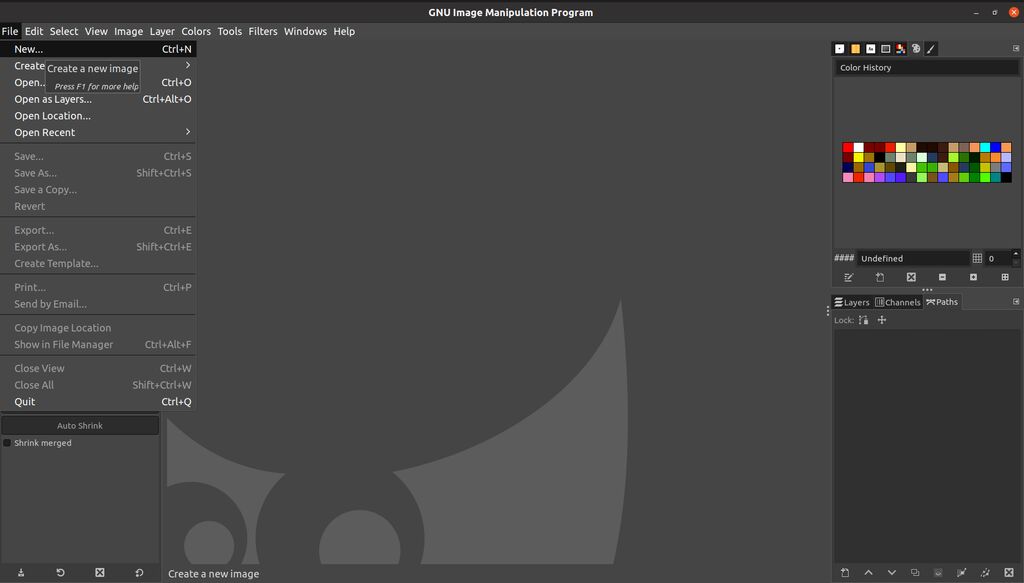 GNU Image Manipulation Program
File Edit Select View Image Layer Colors Tools Filters Windows Help
New... Ctrl+N
Create
Create a new image
Press F1 for more help
Open... Ctrl+O
Open as Layers... Ctrl+Alt+O
Open Location...
Open Recent
Save... Ctrl+S
Save As... Shift+Ctrl+S
Save a Copy...
Revert
Export... Ctrl+E
Export As... Shift+Ctrl+E
Create Template...
Print... Ctrl+P
Send by Email...
Copy Image Location
Show in File Manager Ctrl+Alt+F
Close View Ctrl+W
Close All Shift+Ctrl+W
Quit Ctrl+Q
Auto Shrink
Shrink merged
Create a new image
Color History
#### Undefined 0
Layers Channels Paths
Lock: